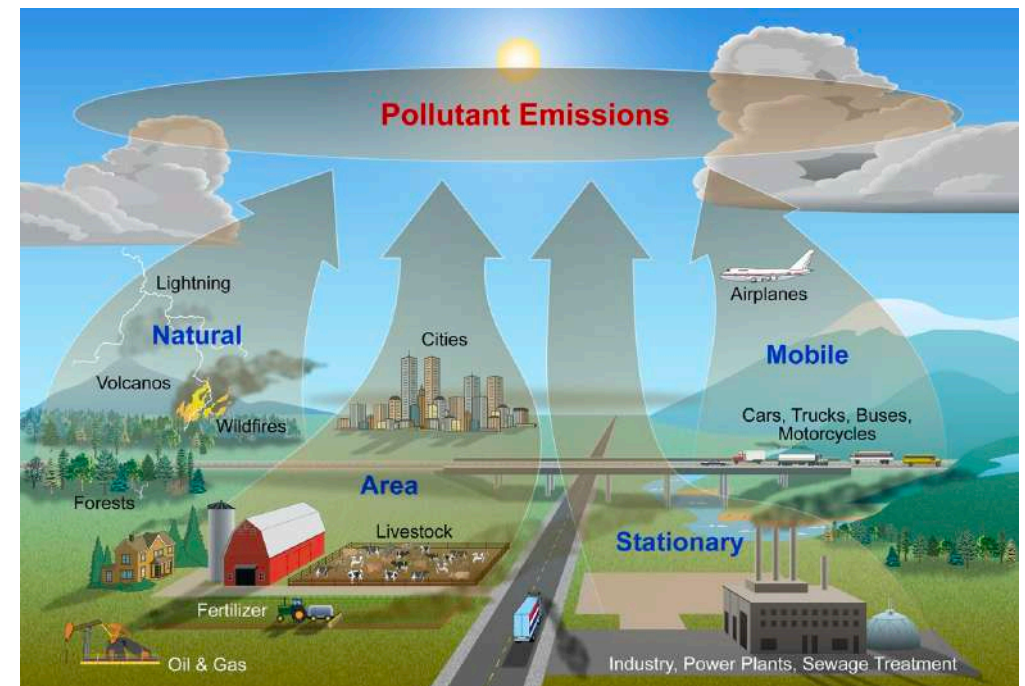 Pollutant Emissions
Lightning
Natural
Volcanos
Wildfires
Forests
Cities
Area
Livestock
Fertilizer
Oil & Gas
Airplanes
Mobile
Cars, Trucks, Buses,
Motorcycles
Stationary
Industry, Power Plants, Sewage Treatment